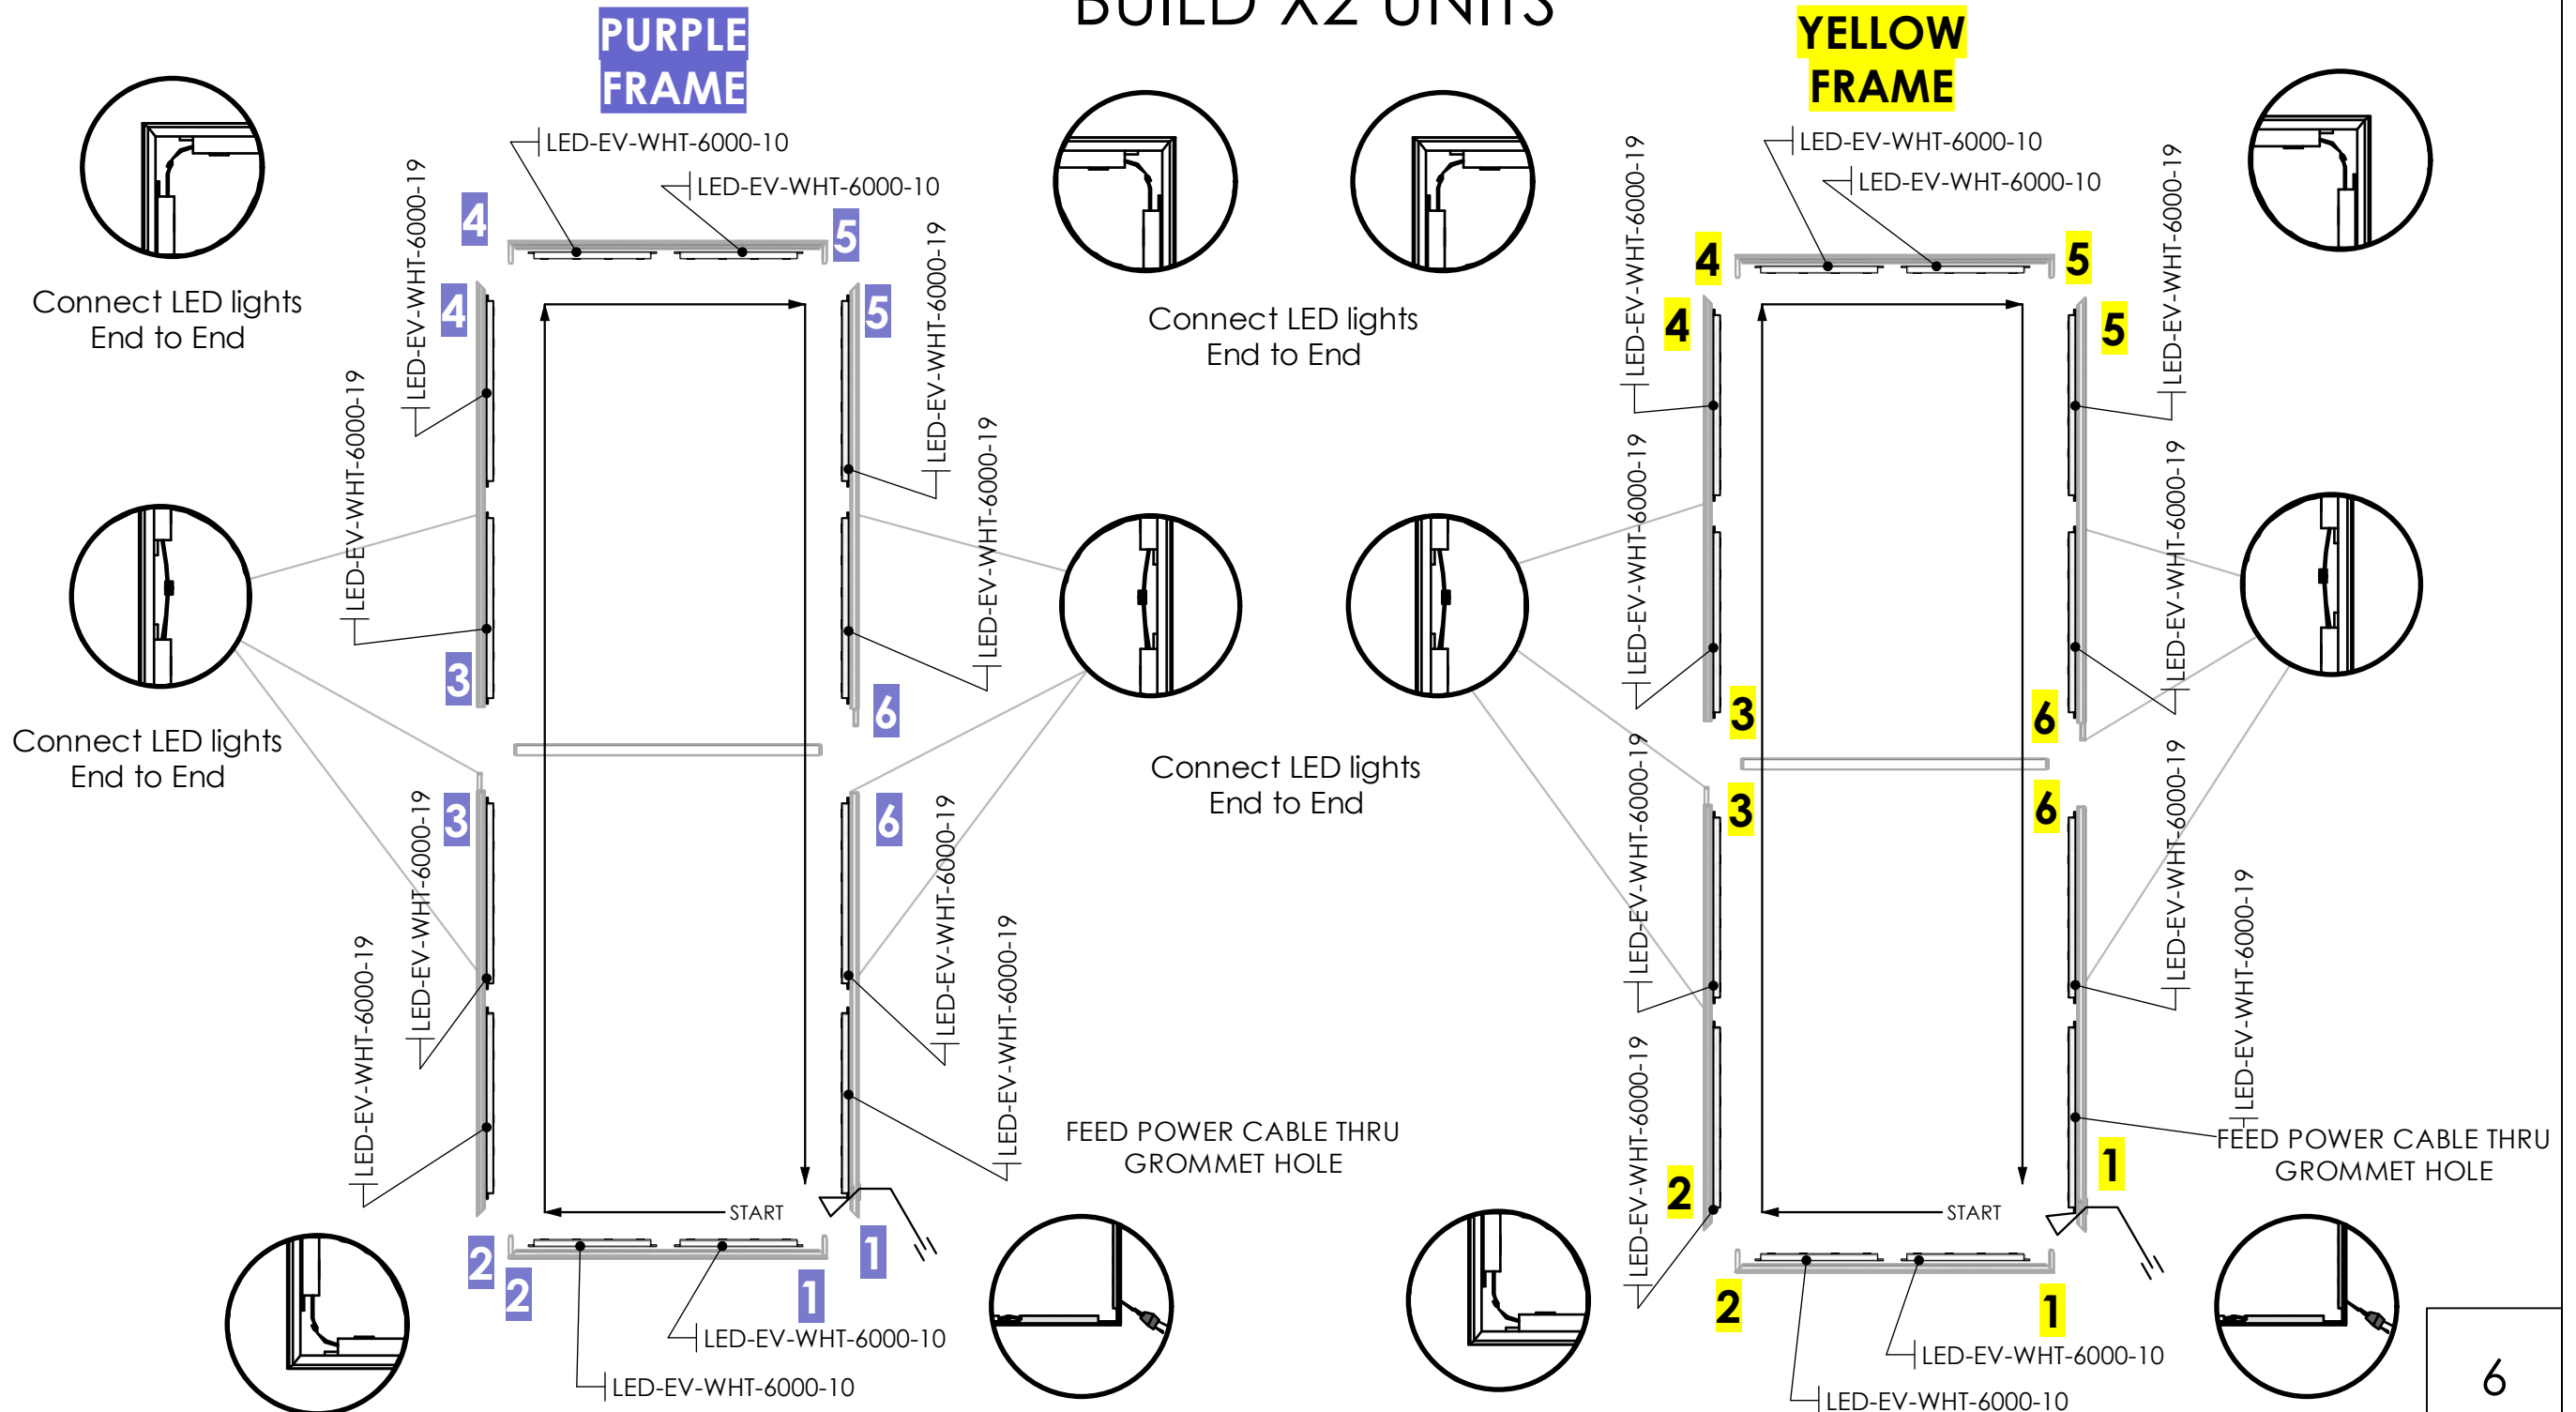 BUILD X2 UNITS
PURPLE
FRAME
LED-EV-WHT-6000-10
LED-EV-WHT-6000-10
4
5
4
5
LED-EV-WHT-6000-19
LED-EV-WHT-6000-19
LED-EV-WHT-6000-19
LED-EV-WHT-6000-19
Connect LED lights
End to End
3
6
Connect LED lights
End to End
3
6
LED-EV-WHT-6000-19
LED-EV-WHT-6000-19
LED-EV-WHT-6000-19
LED-EV-WHT-6000-19
FEED POWER CABLE THRU
GROMMET HOLE
START
2
1
2
1
LED-EV-WHT-6000-10
LED-EV-WHT-6000-10
YELLOW
FRAME
LED-EV-WHT-6000-10
LED-EV-WHT-6000-10
4
5
4
5
LED-EV-WHT-6000-19
LED-EV-WHT-6000-19
LED-EV-WHT-6000-19
LED-EV-WHT-6000-19
Connect LED lights
End to End
3
6
Connect LED lights
End to End
3
6
LED-EV-WHT-6000-19
LED-EV-WHT-6000-19
LED-EV-WHT-6000-19
LED-EV-WHT-6000-19
FEED POWER CABLE THRU
GROMMET HOLE
1
2
START
2
1
LED-EV-WHT-6000-10
LED-EV-WHT-6000-10
6